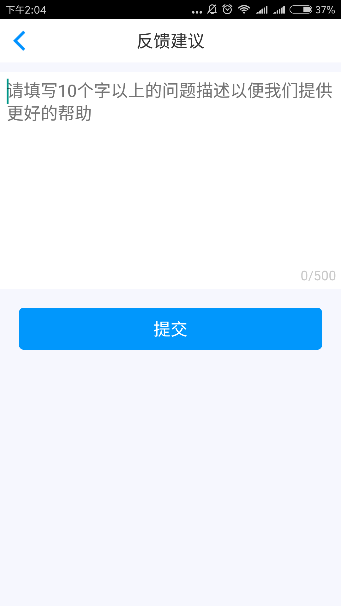 下午2:04
37%
反馈建议
请填写10个字以上的问题描述以便我们提供
更好的帮助
0/500
提交